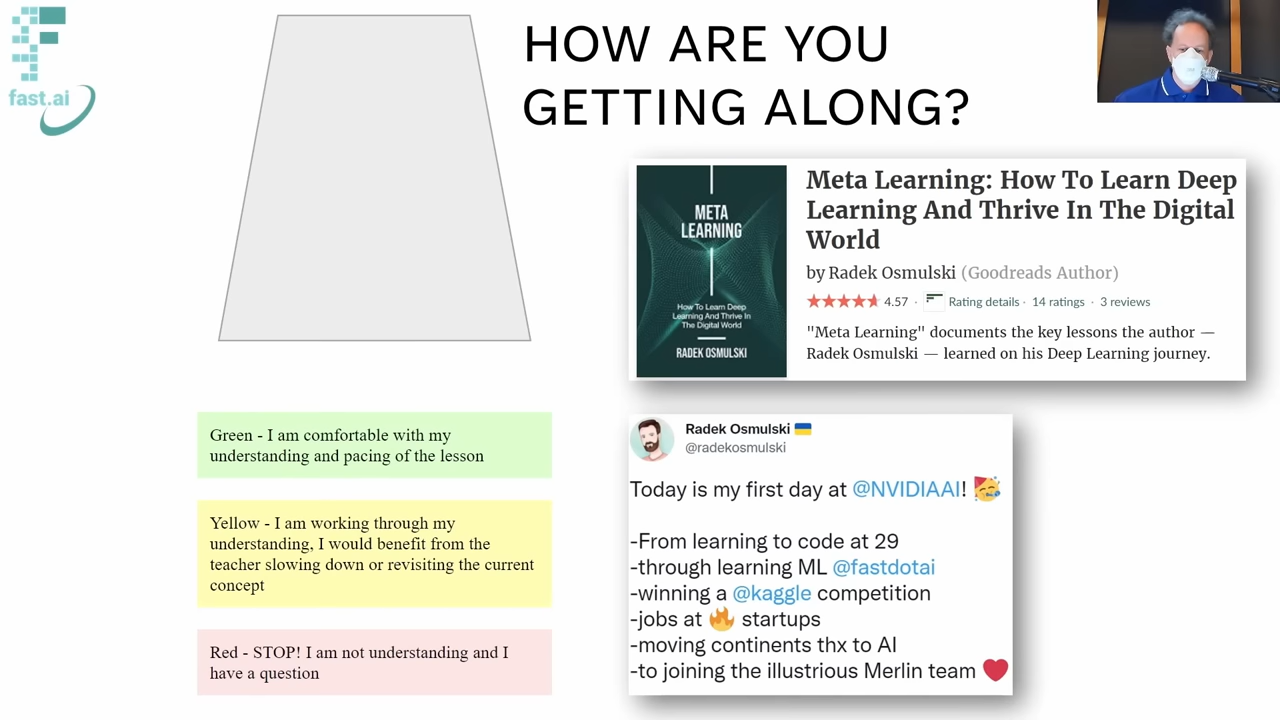 fast.ai
HOW ARE YOU
GETTING ALONG?
META
LEARNING
How To Learn Deep
Learning And Thrive In
The Digital World
RADEK OSMULSKI
Meta Learning: How To Learn Deep
Learning And Thrive In The Digital
World
by Radek Osmulski (Goodreads Author)
4.57 · Rating details · 14 ratings · 3 reviews
"Meta Learning" documents the key lessons the author —
Radek Osmulski — learned on his Deep Learning journey.
Green - I am comfortable with my
understanding and pacing of the lesson
Yellow - I am working through my
understanding, I would benefit from the
teacher slowing down or revisiting the current
concept
Red - STOP! I am not understanding and I
have a question
Radek Osmulski 🇺🇦
@radekosmulski
Today is my first day at @NVIDIAAI! 🥳
-From learning to code at 29
-through learning ML @fastdotai
-winning a @kaggle competition
-jobs at 🔥 startups
-moving continents thx to AI
-to joining the illustrious Merlin team ❤️